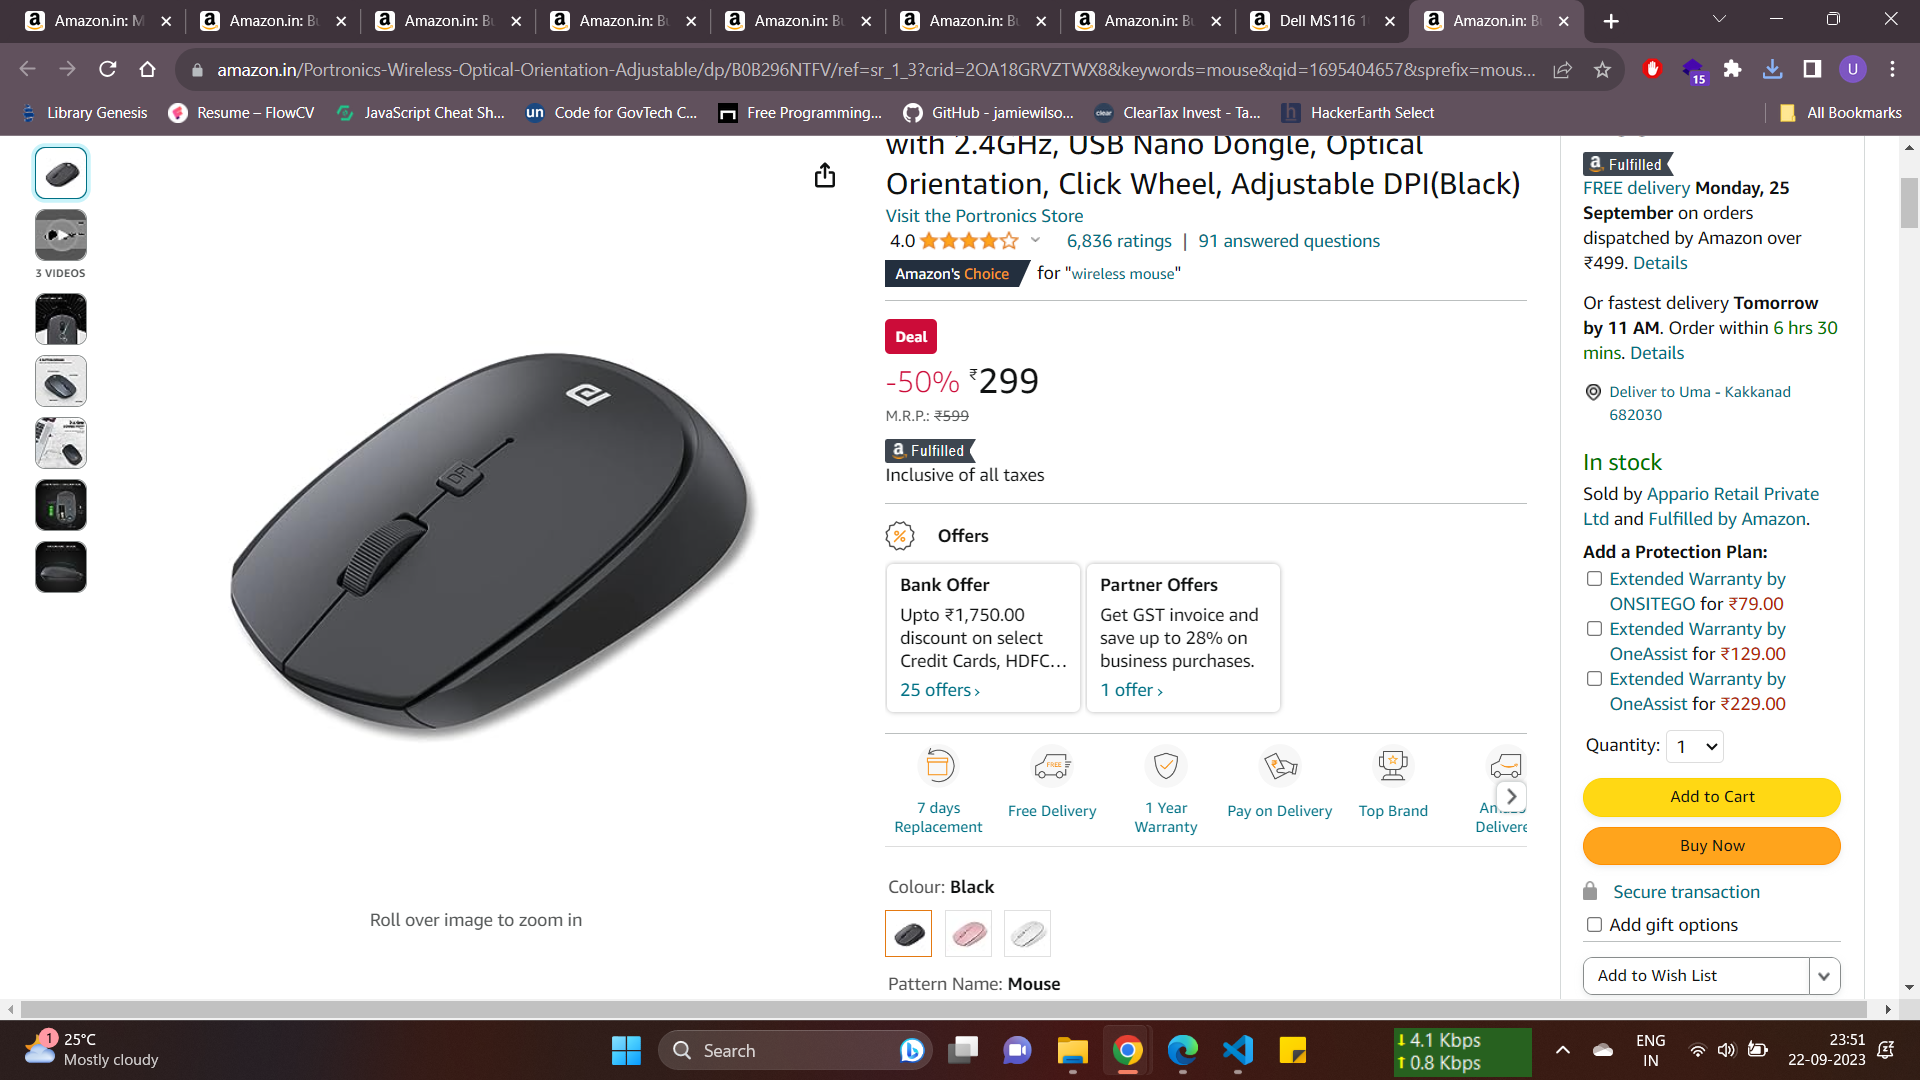 Amazon.in: M
Amazon.in: Bu
Amazon.in: Bu
Amazon.in: Bu
Amazon.in: Bu
Amazon.in: Bu
Amazon.in: Bu
Dell MS116 1
Amazon.in: B
amazon.in/Portronics-Wireless-Optical-Orientation-Adjustable/dp/B0B296NTFV/ref=sr_1_3?crid=2OA18GRVZTWX8&keywords=mouse&qid=1695404657&sprefix=mous...
15
U
Library Genesis
Resume – FlowCV
JavaScript Cheat Sh...
un Code for GovTech C...
Free Programming...
GitHub - jamiewilso...
clear ClearTax Invest - Ta...
h HackerEarth Select
All Bookmarks
3 VIDEOS
DPI
Roll over image to zoom in
with 2.4GHz, USB Nano Dongle, Optical
Orientation, Click Wheel, Adjustable DPI(Black)
Visit the Portronics Store
4.0 6,836 ratings | 91 answered questions
Amazon's Choice for "wireless mouse"
Deal
-50% ₹299
M.R.P.: ₹599
a Fulfilled
Inclusive of all taxes
% Offers
Bank Offer
Upto ₹1,750.00
discount on select
Credit Cards, HDFC...
25 offers ›
Partner Offers
Get GST invoice and
save up to 28% on
business purchases.
1 offer ›
7 days
Replacement
FREE
Free Delivery
1 Year
Warranty
Pay on Delivery
Top Brand
Delivere
Colour: Black
Pattern Name: Mouse
a Fulfilled
FREE delivery Monday, 25
September on orders
dispatched by Amazon over
₹499. Details
Or fastest delivery Tomorrow
by 11 AM. Order within 6 hrs 30
mins. Details
Deliver to Uma - Kakkanad
682030
In stock
Sold by Appario Retail Private
Ltd and Fulfilled by Amazon.
Add a Protection Plan:
Extended Warranty by
ONSITEGO for ₹79.00
Extended Warranty by
OneAssist for ₹129.00
Extended Warranty by
OneAssist for ₹229.00
Quantity: 1
Add to Cart
Buy Now
Secure transaction
Add gift options
Add to Wish List
1
25°C
Mostly cloudy
Search
4.1 Kbps
0.8 Kbps
ENG
IN
23:51
22-09-2023